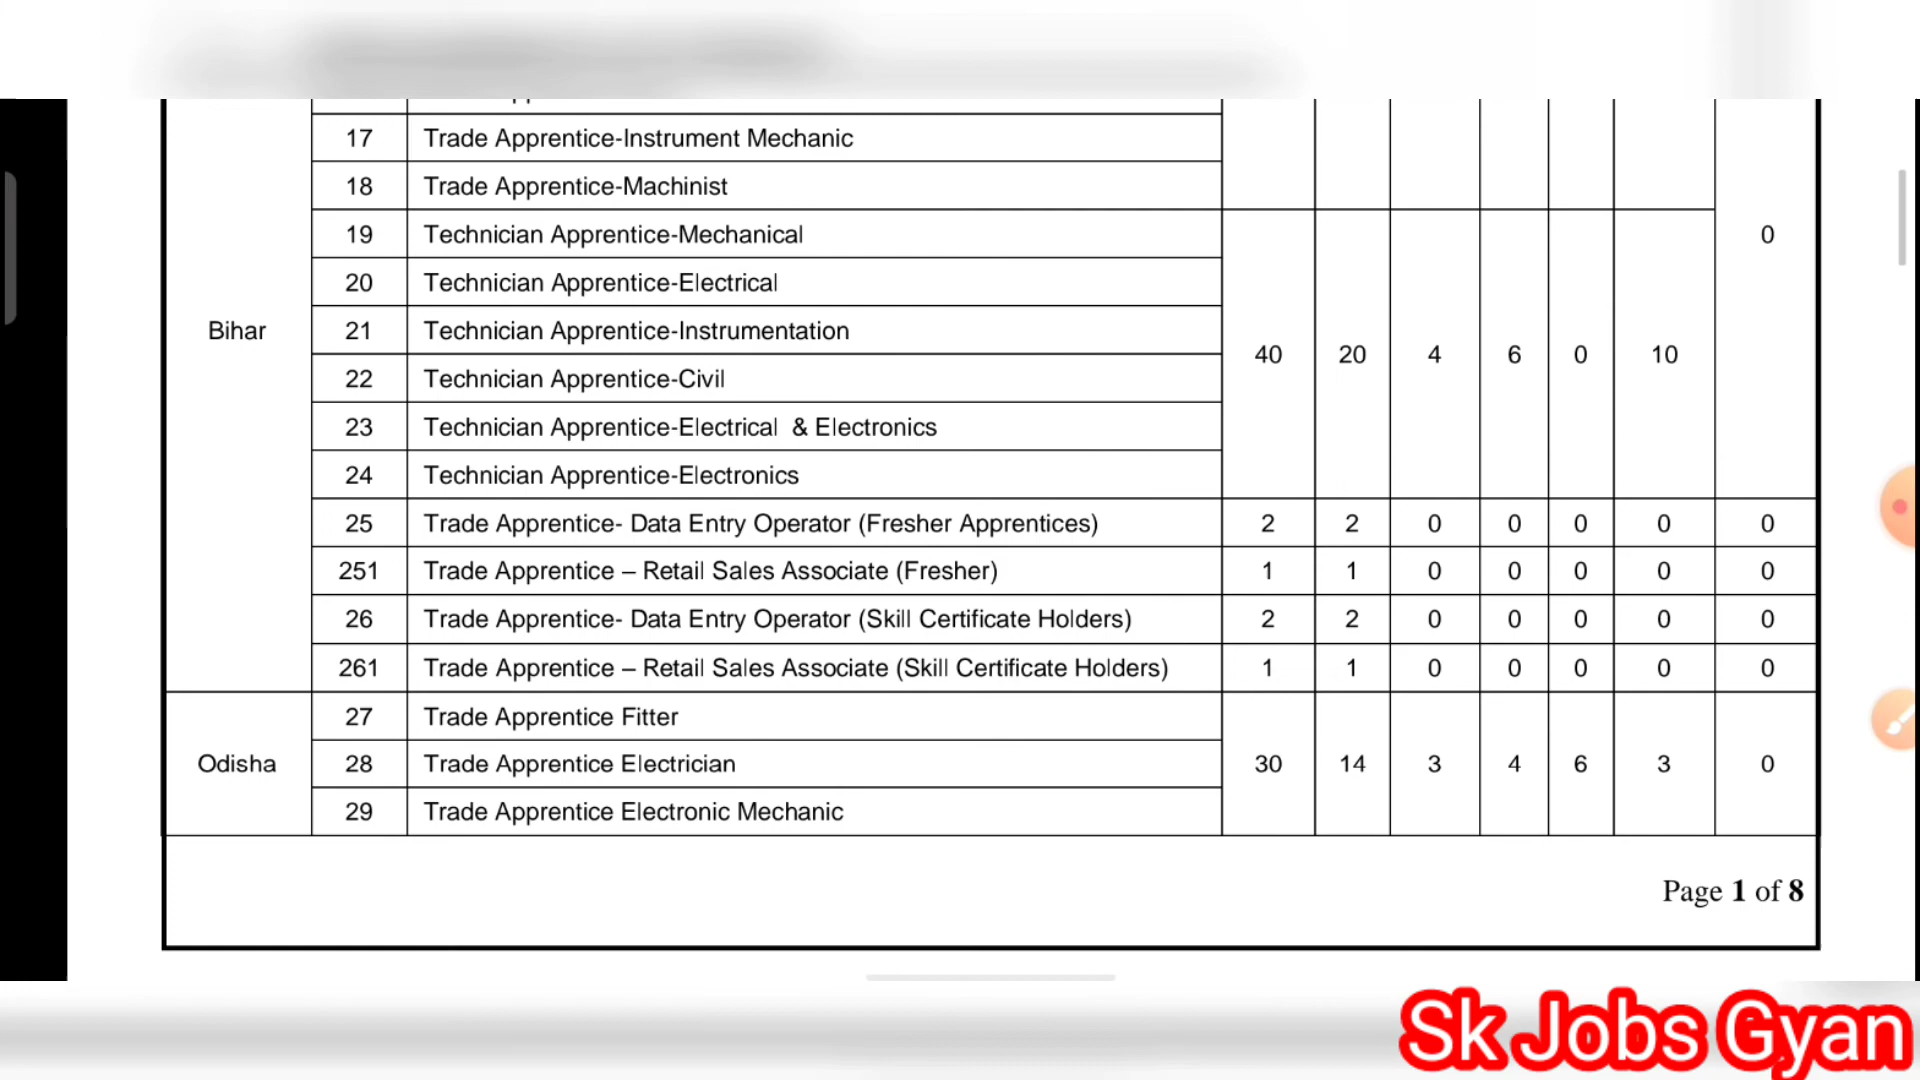 17 Trade Apprentice-Instrument Mechanic
18 Trade Apprentice-Machinist
19 Technician Apprentice-Mechanical 0
20 Technician Apprentice-Electrical
Bihar 21 Technician Apprentice-Instrumentation
40 20 4 6 0 10
22 Technician Apprentice-Civil
23 Technician Apprentice-Electrical & Electronics
24 Technician Apprentice-Electronics
25 Trade Apprentice- Data Entry Operator (Fresher Apprentices) 2 2 0 0 0 0 0
251 Trade Apprentice – Retail Sales Associate (Fresher) 1 1 0 0 0 0 0
26 Trade Apprentice- Data Entry Operator (Skill Certificate Holders) 2 2 0 0 0 0 0
261 Trade Apprentice – Retail Sales Associate (Skill Certificate Holders) 1 1 0 0 0 0 0
27 Trade Apprentice Fitter
Odisha 28 Trade Apprentice Electrician 30 14 3 4 6 3 0
29 Trade Apprentice Electronic Mechanic
Page 1 of 8
Sk Jobs Gyan